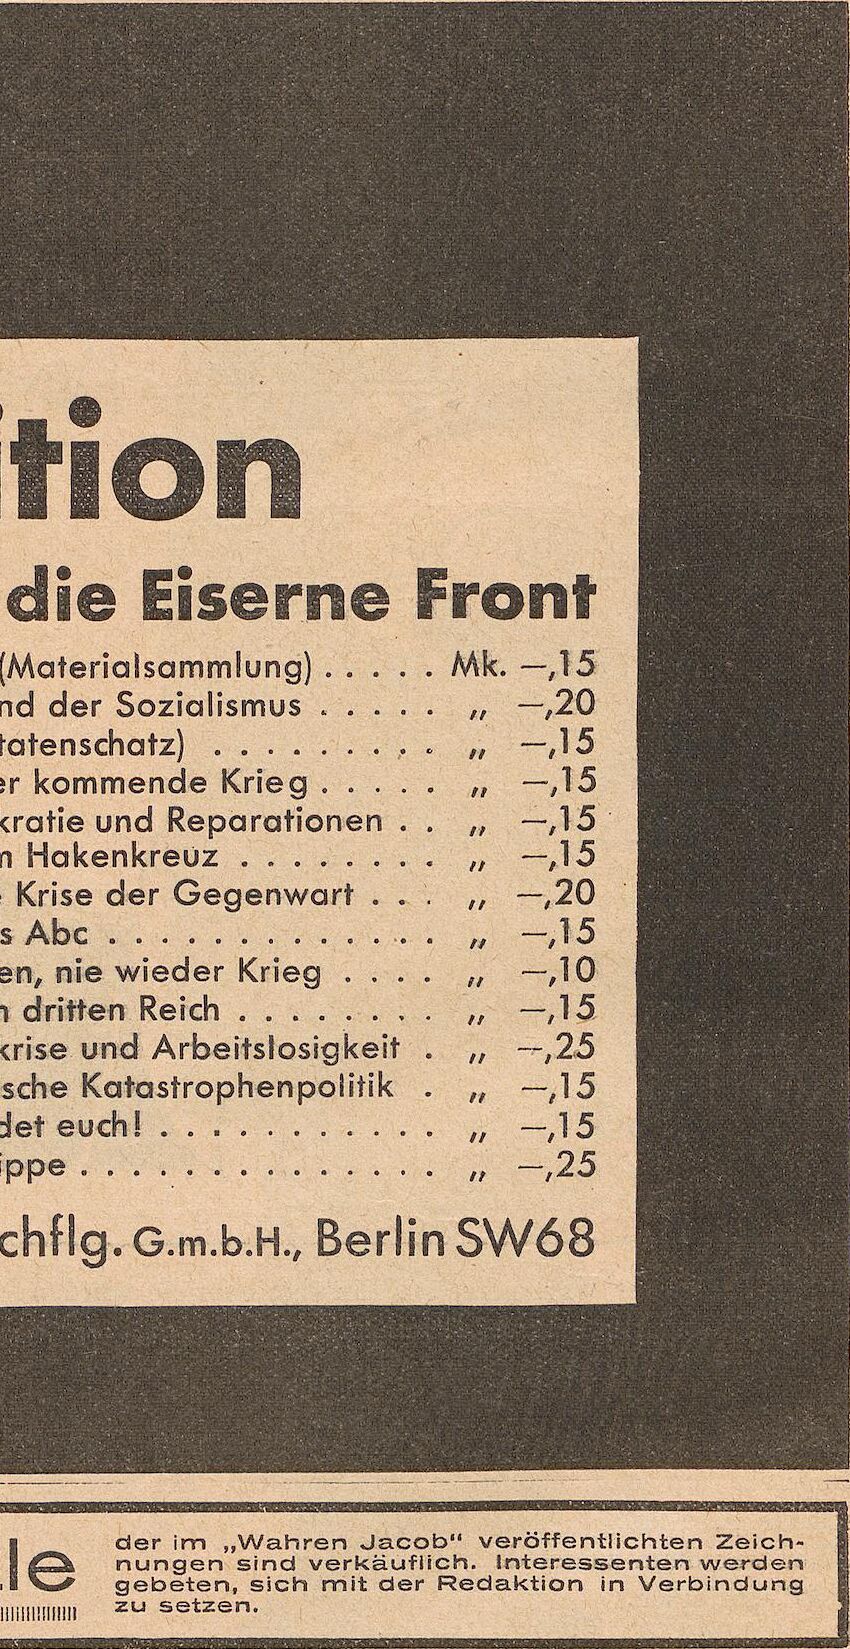 ition
die Eiserne Front
(Materialsammlung) . . . . . Mk. —,15
nd der Sozialismus . . . . . „ —,20
tatenschatz) . . . . . . . . . „ —,15
er kommende Krieg . . . . . „ —,15
kratie und Reparationen . . „ —,15
m Hakenkreuz . . . . . . . . „ —,15
e Krise der Gegenwart . . . „ —,20
s Abc . . . . . . . . . . . . . . „ —,15
en, nie wieder Krieg . . . . „ —,10
n dritten Reich . . . . . . . . „ —,15
krise und Arbeitslosigkeit . „ —,25
sche Katastrophenpolitik . „ —,15
det euch! . . . . . . . . . . . . „ —,15
ippe . . . . . . . . . . . . . . . „ —,25
chflg. G.m.b.H., Berlin SW68
le
der im „Wahren Jacob“ veröffentlichten Zeich-
nungen sind verkäuflich. Interessenten werden
gebeten, sich mit der Redaktion in Verbindung
zu setzen.